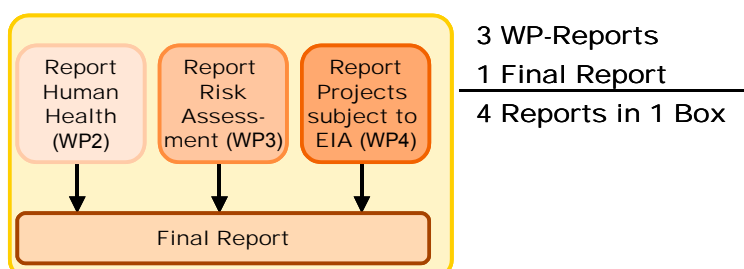 Report
Human
Health
(WP2)
Report
Risk
Assess-
ment (WP3)
Report
Projects
subject to
EIA (WP4)
Final Report
3 WP-Reports
1 Final Report
4 Reports in 1 Box